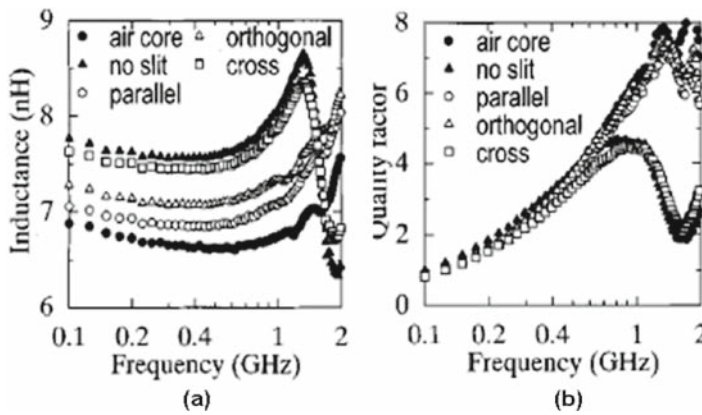 9
8
7
6
Inductance (nH)
air core
no slit
parallel
orthogonal
cross
0.1 0.2 0.4 1 2
Frequency (GHz)
(a)
8
6
4
2
0
Quality factor
air core
no slit
parallel
orthogonal
cross
0.1 0.2 0.4 1 2
Frequency (GHz)
(b)